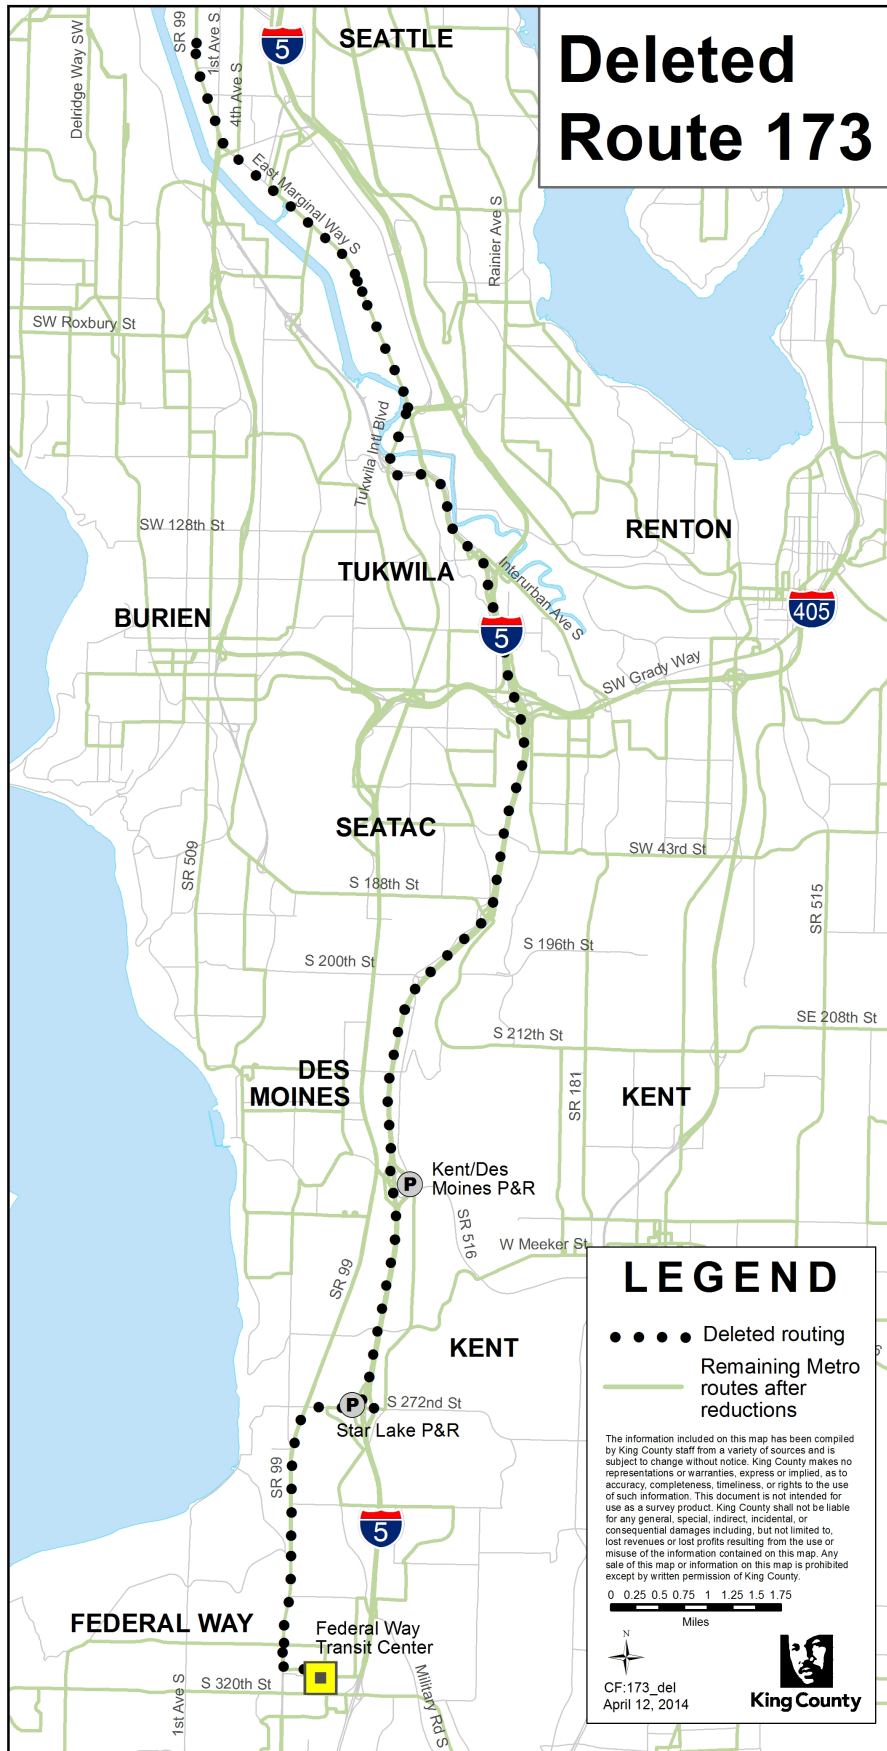 Deleted
Route 173
SEATTLE
5
SR 99
1st Ave S
Delridge Way SW
4th Ave S
East Marginal Way S
Rainier Ave S
SW Roxbury St
Tukwila Intl Blvd
SW 128th St
RENTON
TUKWILA
Interurban Ave S
405
BURIEN
5
SW Grady Way
SEATAC
SW 43rd St
SR 509
S 188th St
SR 515
S 196th St
S 200th St
SE 208th St
S 212th St
DES
MOINES
SR 181
KENT
P
Kent/Des
Moines P&R
SR 516
W Meeker St
SR 99
KENT
P
S 272nd St
Star Lake P&R
SR 99
5
FEDERAL WAY
Federal Way
Transit Center
S 320th St
1st Ave S
Military Rd S
LEGEND
Deleted routing
Remaining Metro
routes after
reductions
The information included on this map has been compiled
by King County staff from a variety of sources and is
subject to change without notice. King County makes no
representations or warranties, express or implied, as to
accuracy, completeness, timeliness, or rights to the use
of such information. This document is not intended for
use as a survey product. King County shall not be liable
for any general, special, indirect, incidental, or
consequential damages including, but not limited to,
lost revenues or lost profits resulting from the use or
misuse of the information contained on this map. Any
sale of this map or information on this map is prohibited
except by written permission of King County.
0 0.25 0.5 0.75 1 1.25 1.5 1.75
Miles
N
CF:173_del
April 12, 2014
King County